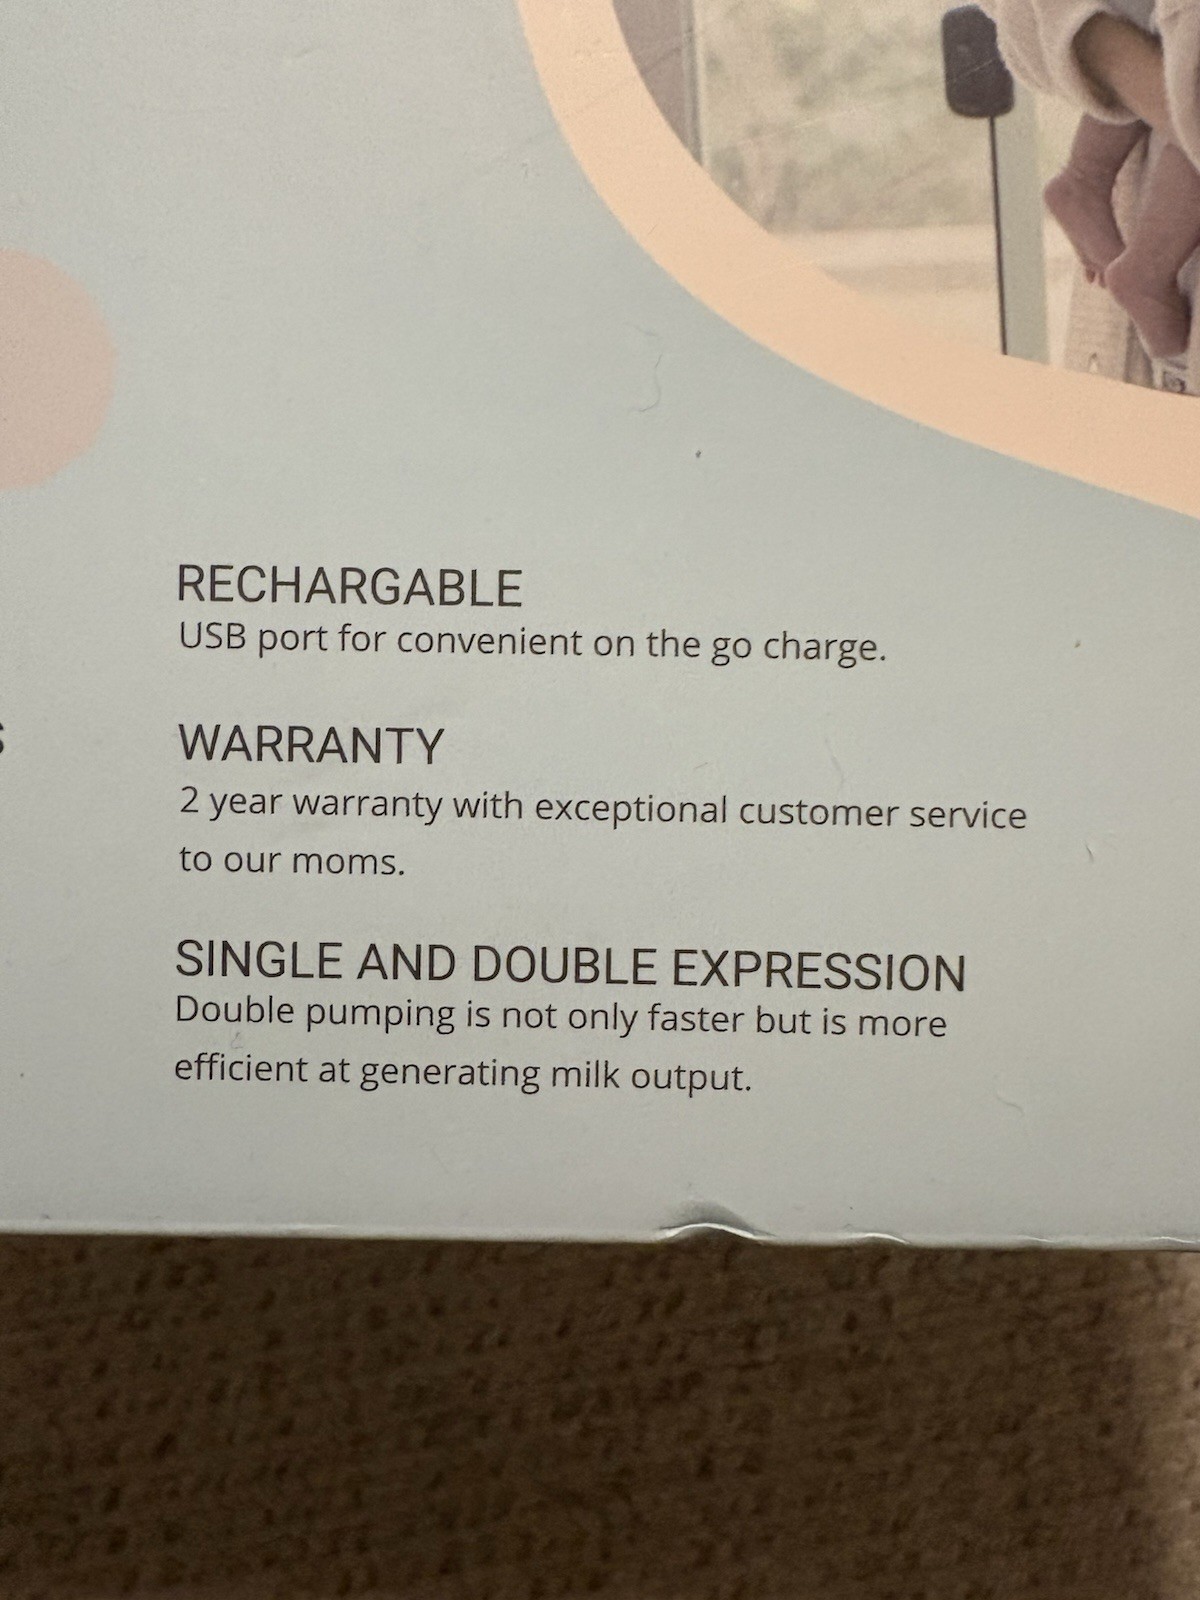 RECHARGABLE
USB port for convenient on the go charge.
WARRANTY
2 year warranty with exceptional customer service
to our moms.
SINGLE AND DOUBLE EXPRESSION
Double pumping is not only faster but is more
efficient at generating milk output.